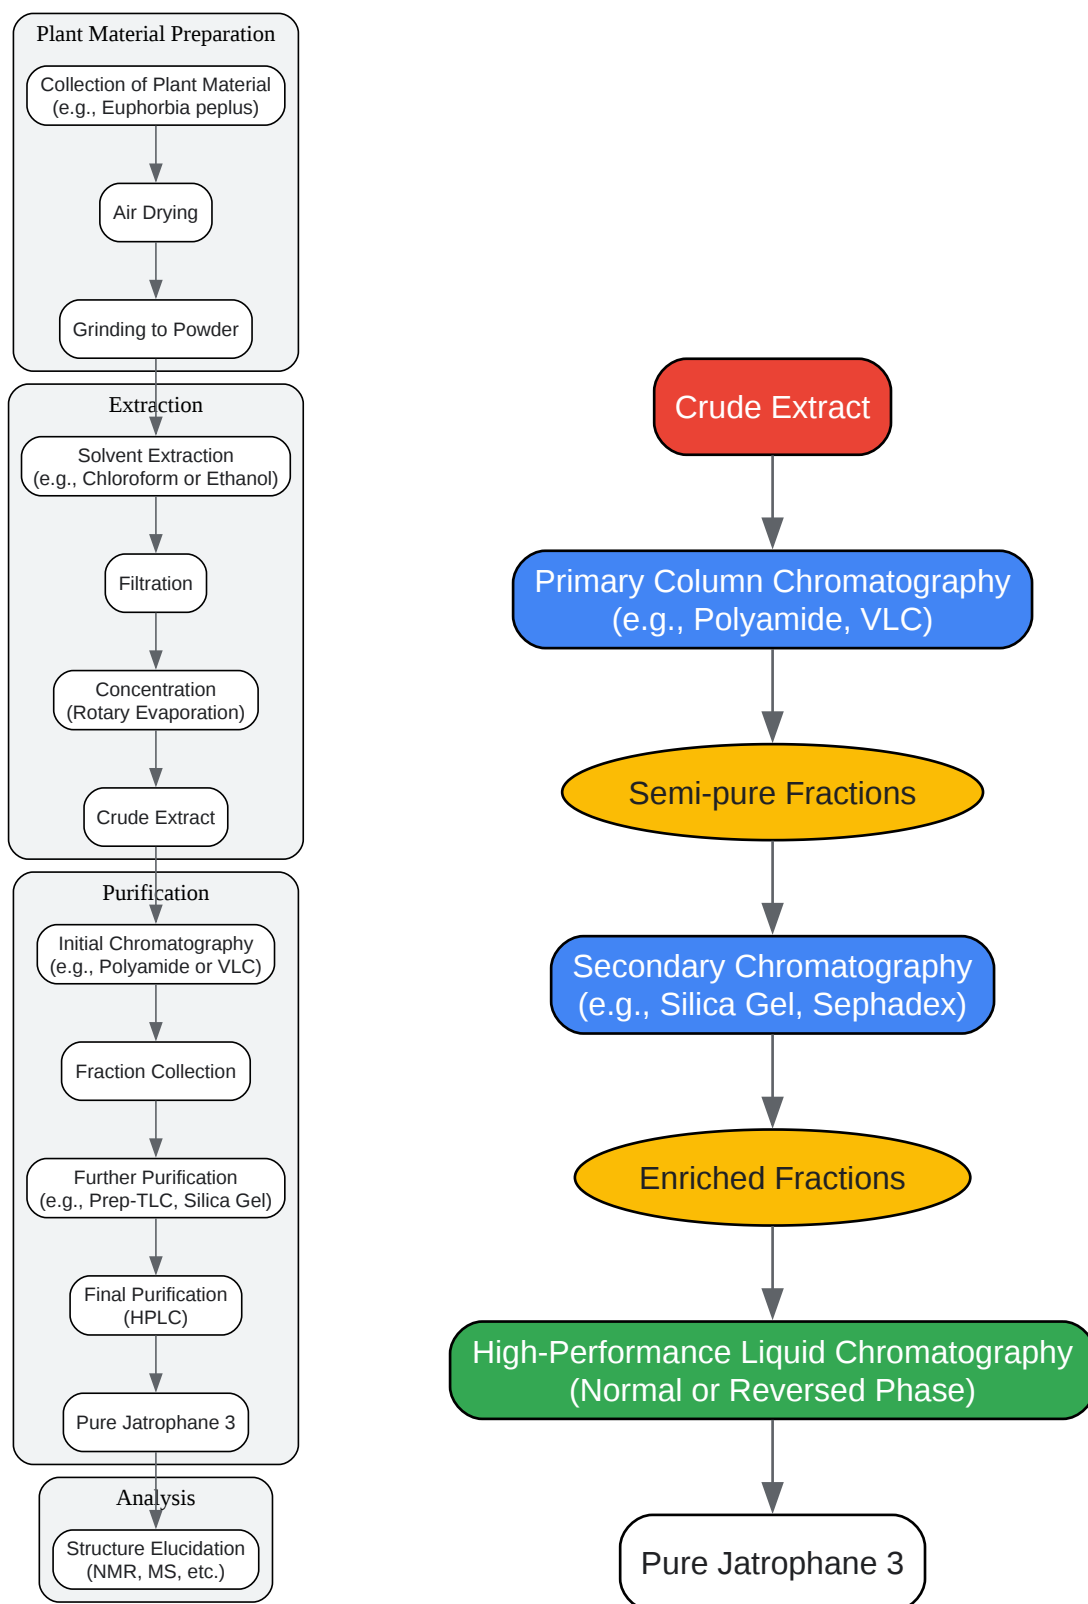 Plant Material Preparation
Collection of Plant Material
(e.g., Euphorbia peplus)
Air Drying
Grinding to Powder
Extraction
Solvent Extraction
(e.g., Chloroform or Ethanol)
Filtration
Concentration
(Rotary Evaporation)
Crude Extract
Purification
Initial Chromatography
(e.g., Polyamide or VLC)
Fraction Collection
Further Purification
(e.g., Prep-TLC, Silica Gel)
Final Purification
(HPLC)
Pure Jatrophane 3
Analysis
Structure Elucidation
(NMR, MS, etc.)
Crude Extract
Primary Column Chromatography
(e.g., Polyamide, VLC)
Semi-pure Fractions
Secondary Chromatography
(e.g., Silica Gel, Sephadex)
Enriched Fractions
High-Performance Liquid Chromatography
(Normal or Reversed Phase)
Pure Jatrophane 3